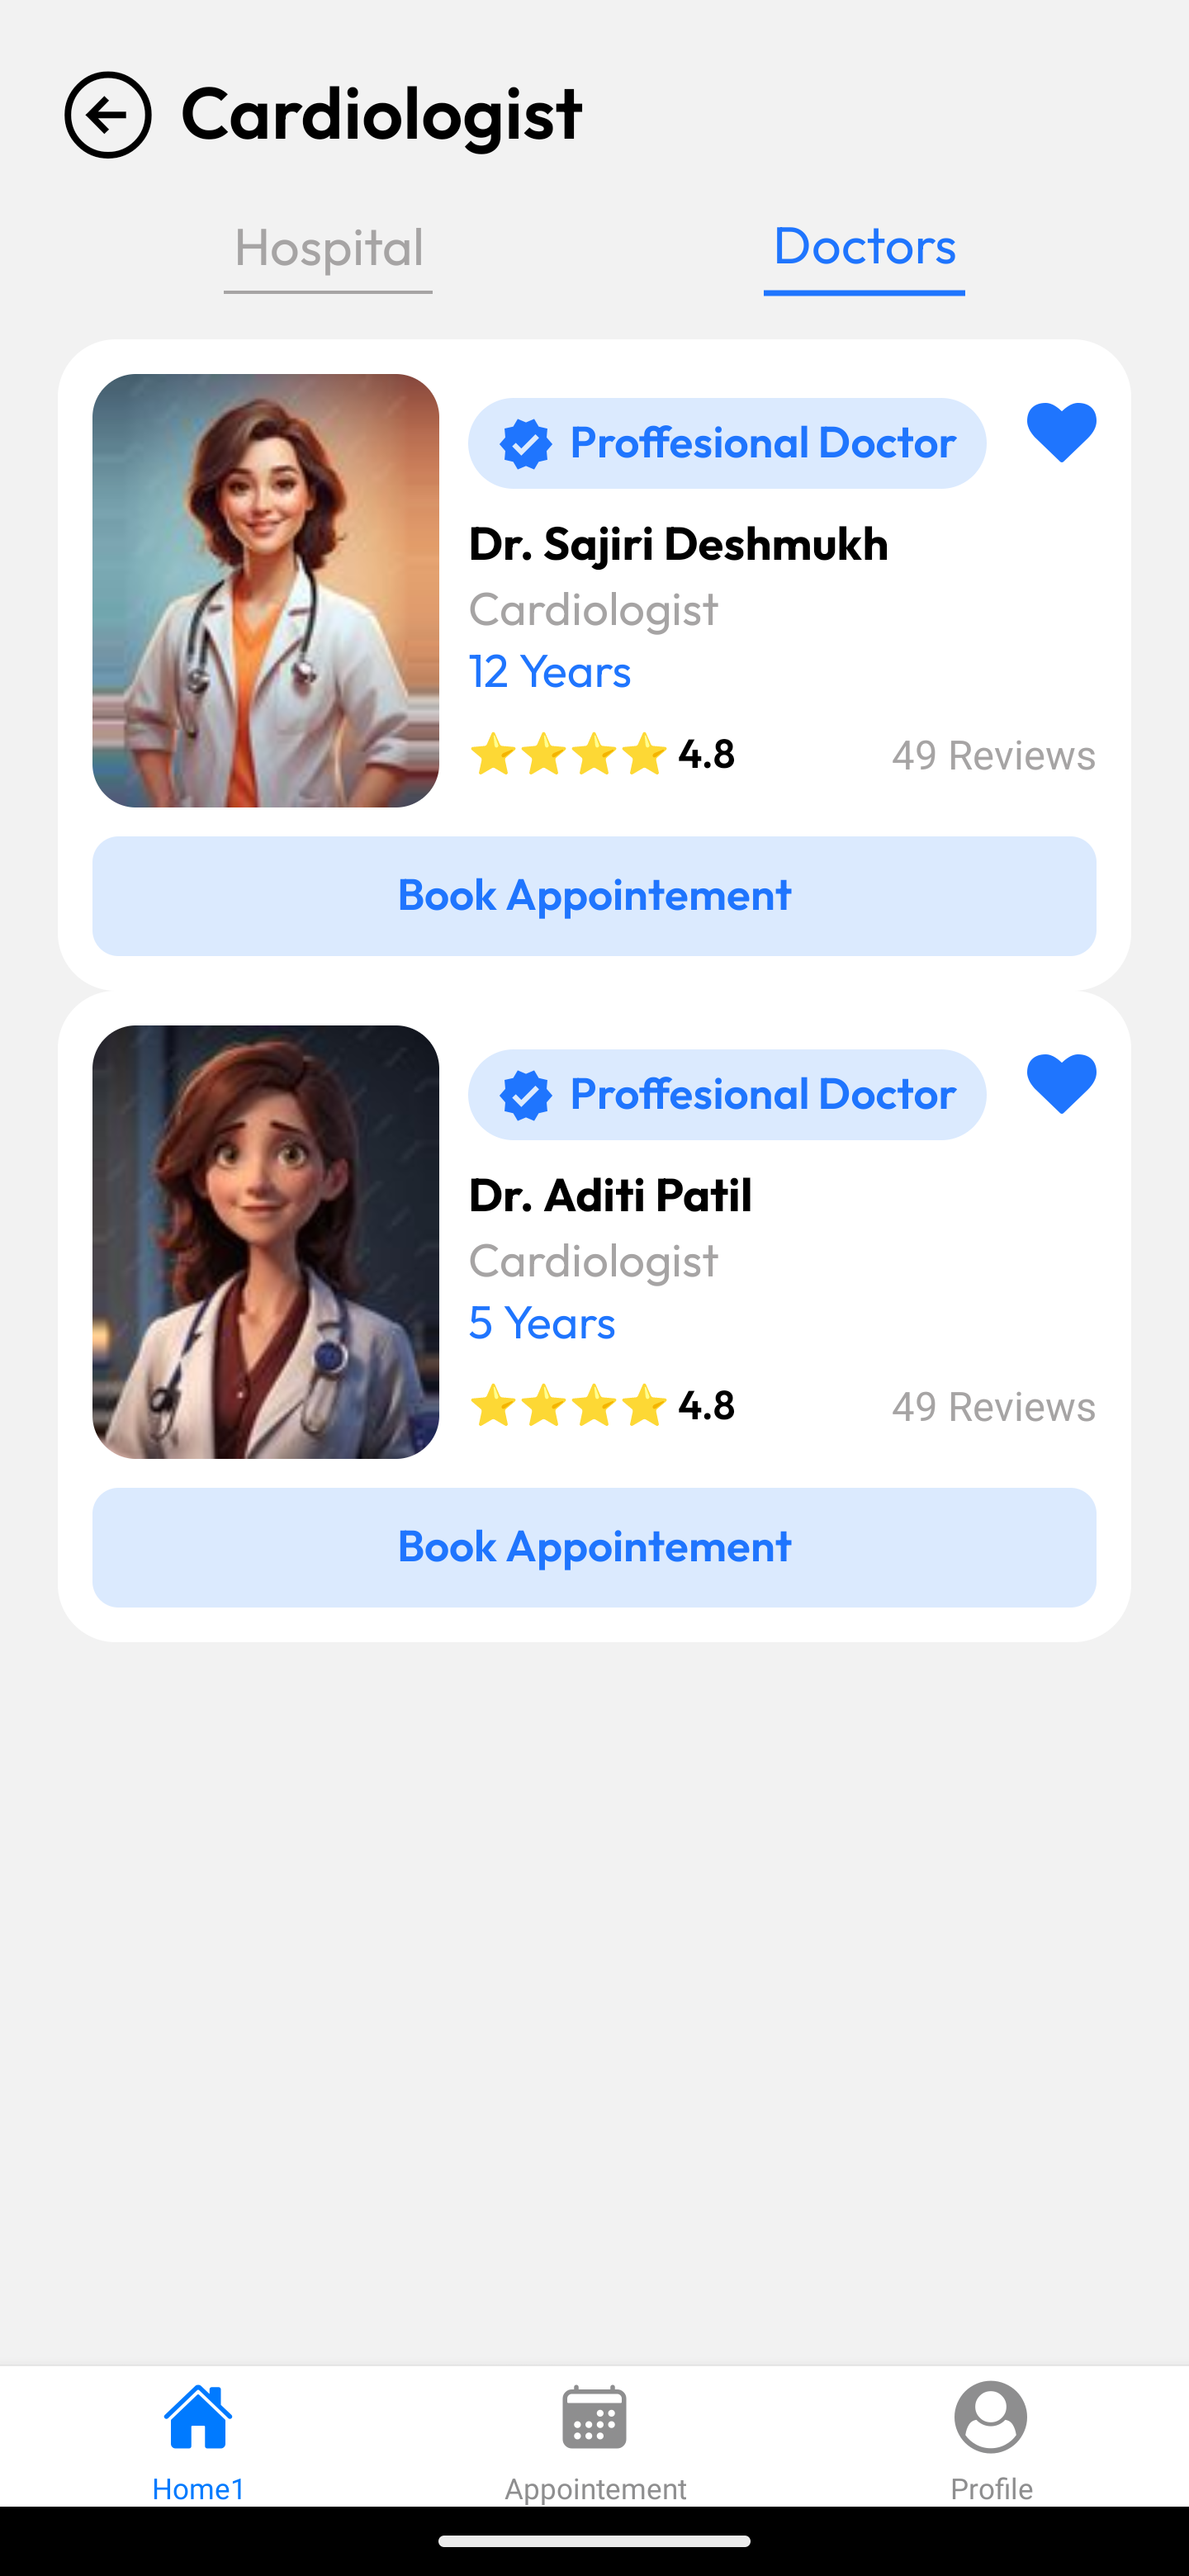 Cardiologist
Hospital
Doctors
Proffesional Doctor
Dr. Sajiri Deshmukh
Cardiologist
12 Years
⭐⭐⭐⭐ 4.8
49 Reviews
Book Appointement
Proffesional Doctor
Dr. Aditi Patil
Cardiologist
5 Years
⭐⭐⭐⭐ 4.8
49 Reviews
Book Appointement
Home1
Appointement
Profile